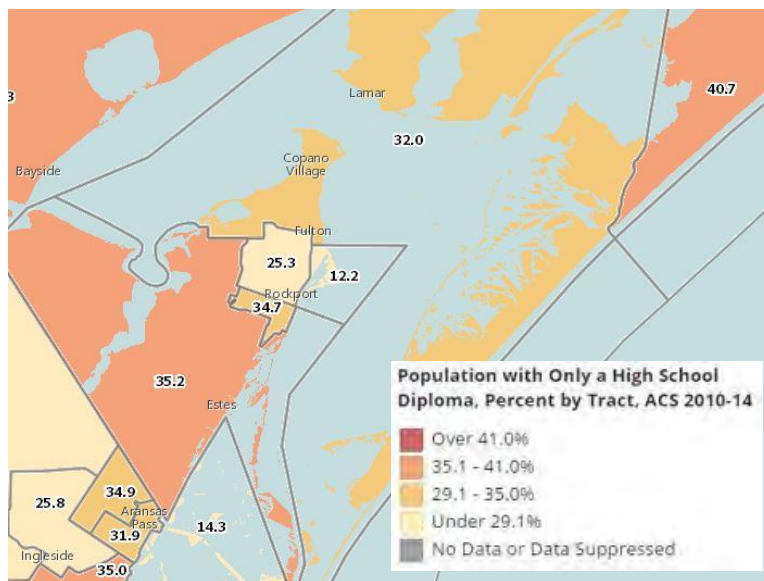 3
40.7
Lamar
32.0
Copano
Village
Bayside
Fulton
25.3
12.2
Rockport
34.7
35.2
Estes
Population with Only a High School
Diploma, Percent by Tract, ACS 2010-14
Over 41.0%
35.1 - 41.0%
29.1 - 35.0%
Under 29.1%
No Data or Data Suppressed
34.9
25.8
Aransas
Pass
14.3
31.9
Ingleside
35.0